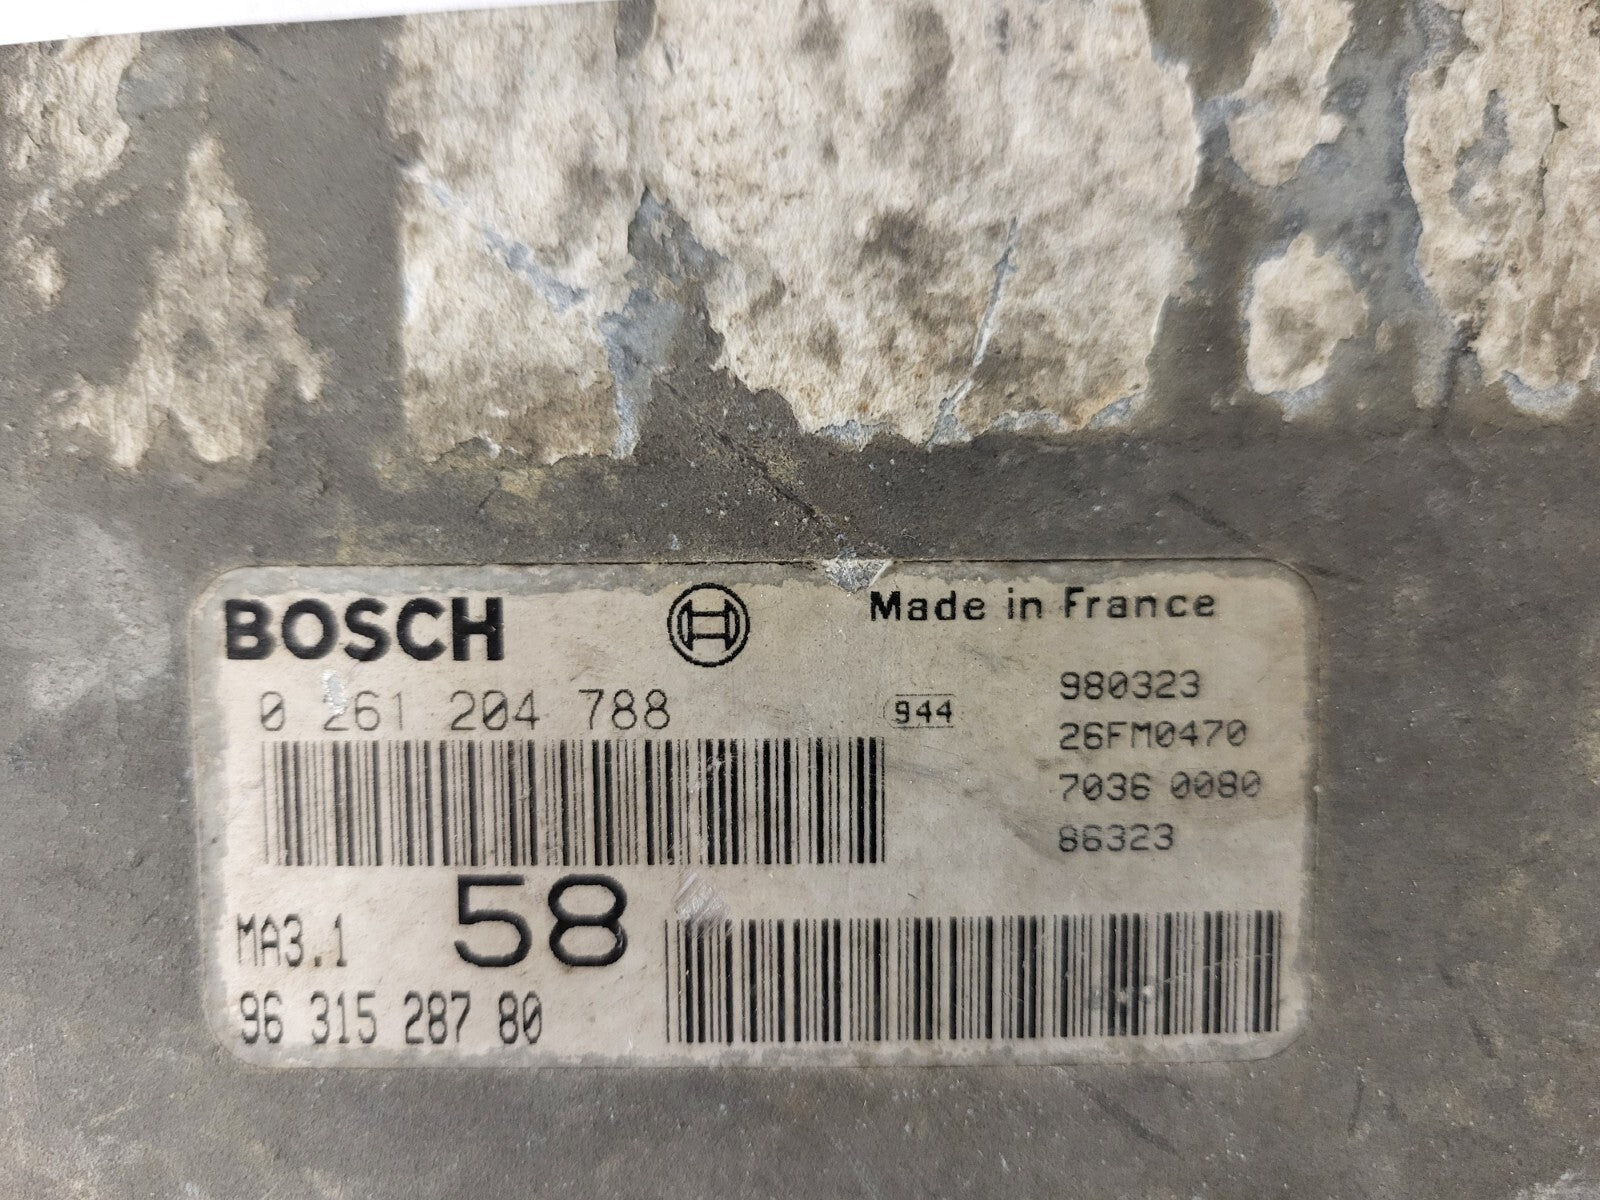 BOSCH
Made in France
0 261 204 788
944
980323
26FM0470
7036 0080
86323
MA3.1
58
96 315 287 80